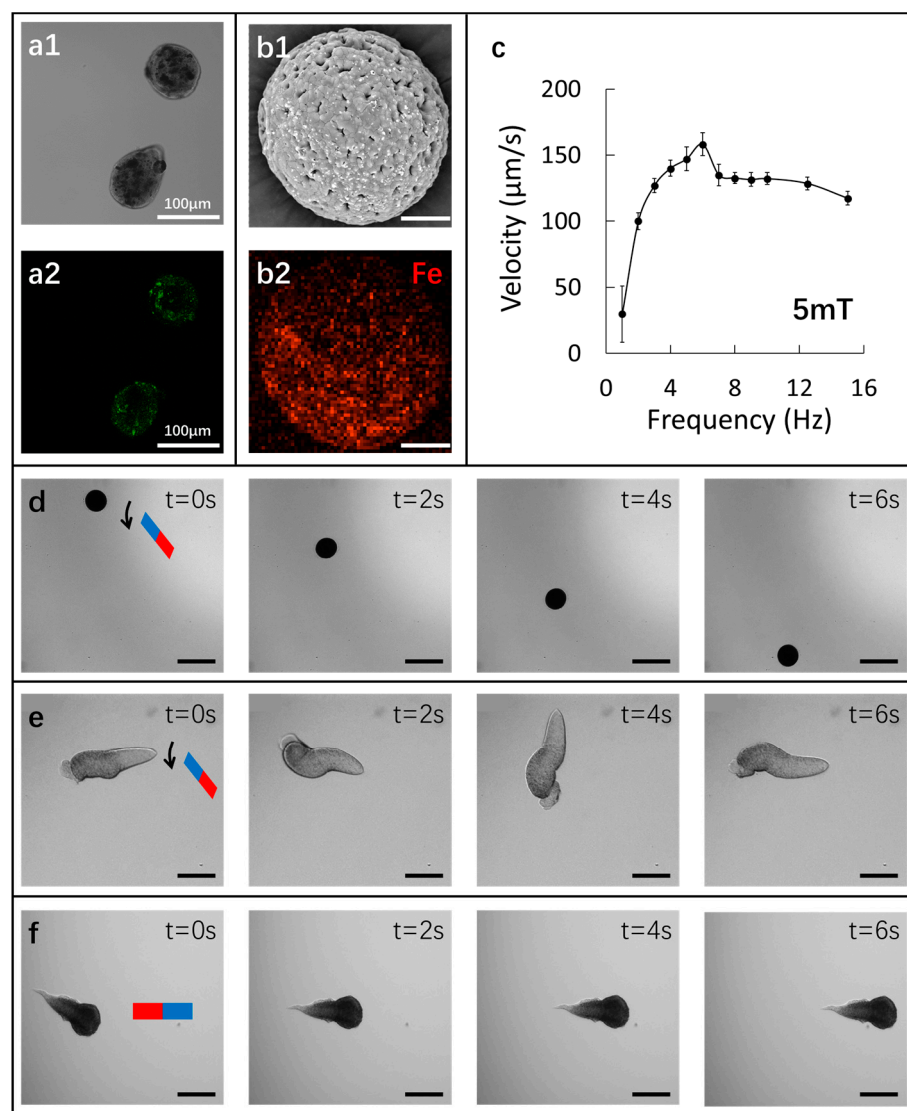 a1
100μm
a2
100μm
b1
b2
Fe
c
Velocity (μm/s)
200
150
100
50
0
0 4 8 12 16
Frequency (Hz)
5mT
d
t=0s
t=2s
t=4s
t=6s
e
t=0s
t=2s
t=4s
t=6s
f
t=0s
t=2s
t=4s
t=6s